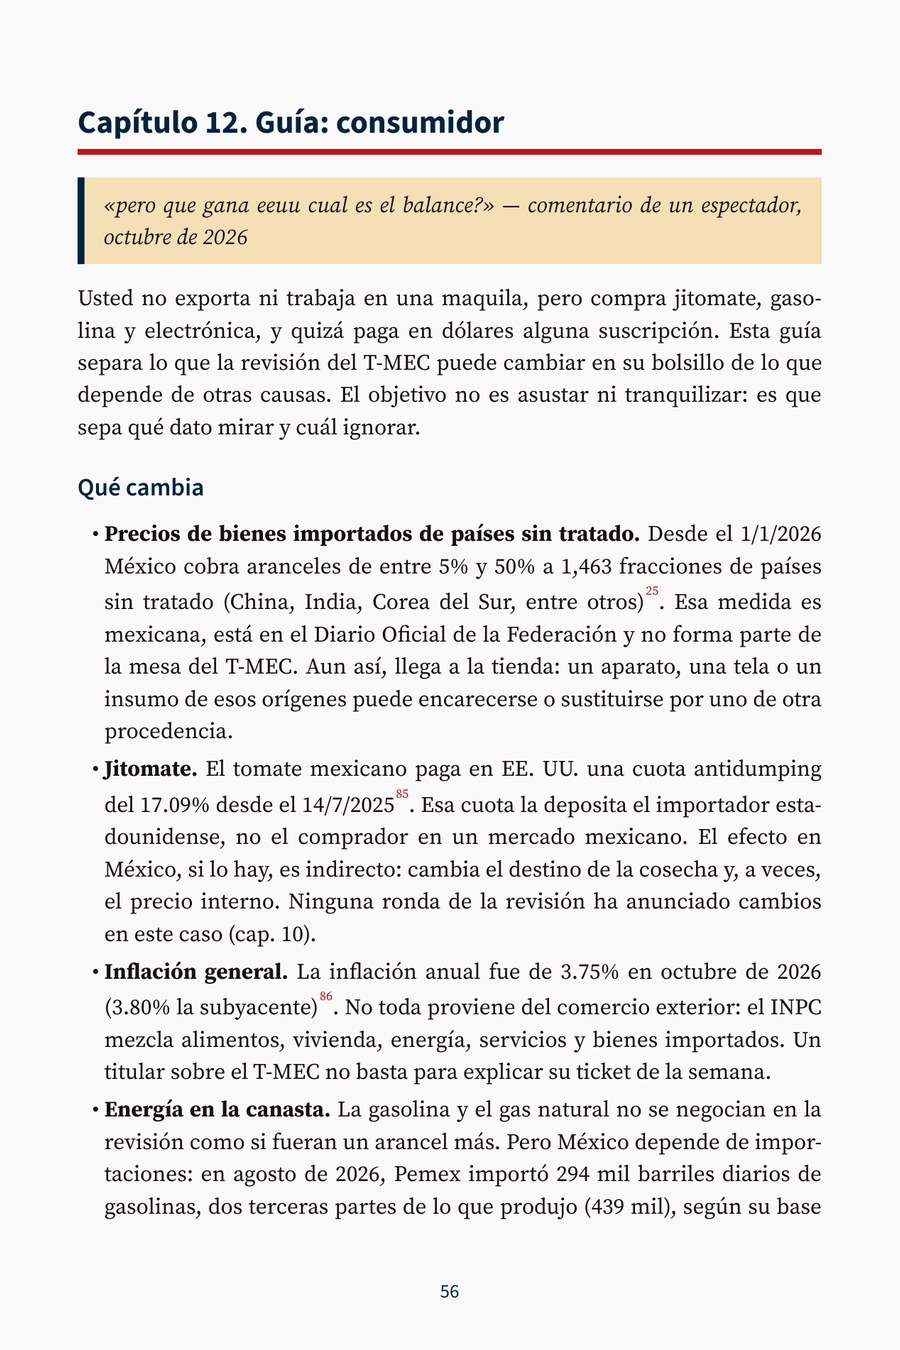 Capítulo 12. Guía: consumidor
«pero que gana eeuu cual es el balance?» — comentario de un espectador,
octubre de 2026
Usted no exporta ni trabaja en una maquila, pero compra jitomate, gaso-
lina y electrónica, y quizá paga en dólares alguna suscripción. Esta guía
separa lo que la revisión del T-MEC puede cambiar en su bolsillo de lo que
depende de otras causas. El objetivo no es asustar ni tranquilizar: es que
sepa qué dato mirar y cuál ignorar.
Qué cambia
• Precios de bienes importados de países sin tratado. Desde el 1/1/2026
México cobra aranceles de entre 5% y 50% a 1,463 fracciones de países
sin tratado (China, India, Corea del Sur, entre otros)25. Esa medida es
mexicana, está en el Diario Oficial de la Federación y no forma parte de
la mesa del T-MEC. Aun así, llega a la tienda: un aparato, una tela o un
insumo de esos orígenes puede encarecerse o sustituirse por uno de otra
procedencia.
• Jitomate. El tomate mexicano paga en EE. UU. una cuota antidumping
del 17.09% desde el 14/7/202585. Esa cuota la deposita el importador esta-
dounidense, no el comprador en un mercado mexicano. El efecto en
México, si lo hay, es indirecto: cambia el destino de la cosecha y, a veces,
el precio interno. Ninguna ronda de la revisión ha anunciado cambios
en este caso (cap. 10).
• Inflación general. La inflación anual fue de 3.75% en octubre de 2026
(3.80% la subyacente)86. No toda proviene del comercio exterior: el INPC
mezcla alimentos, vivienda, energía, servicios y bienes importados. Un
titular sobre el T-MEC no basta para explicar su ticket de la semana.
• Energía en la canasta. La gasolina y el gas natural no se negocian en la
revisión como si fueran un arancel más. Pero México depende de impor-
taciones: en agosto de 2026, Pemex importó 294 mil barriles diarios de
gasolinas, dos terceras partes de lo que produjo (439 mil), según su base
56